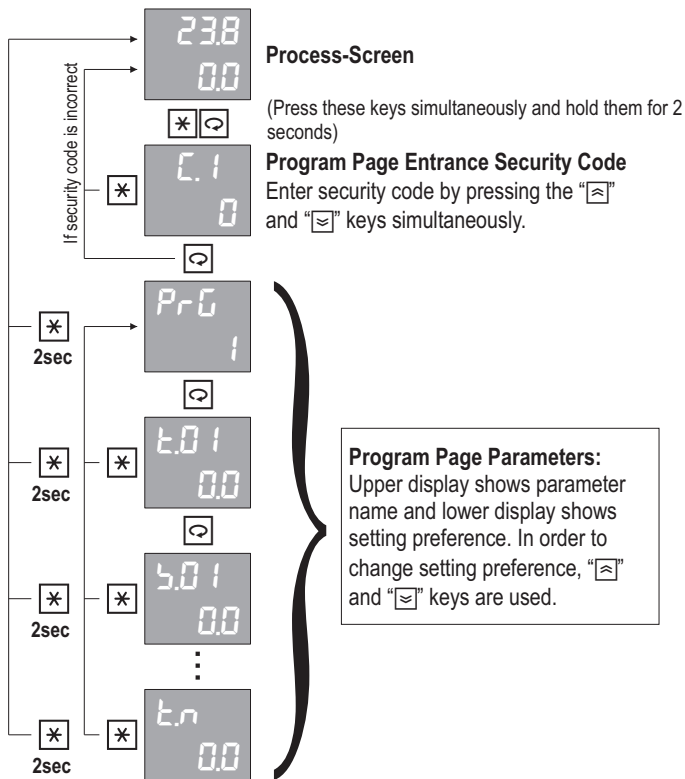 23.8
0.0
Process-Screen
(Press these keys simultaneously and hold them for 2
seconds)
If security code is incorrect
C.1
0
Program Page Entrance Security Code
Enter security code by pressing the “ ”
and “ ” keys simultaneously.
PrG
1
2sec
t.01
0.0
2sec
Program Page Parameters:
Upper display shows parameter
name and lower display shows
setting preference. In order to
change setting preference, “ ”
and “ ” keys are used.
5.01
0.0
2sec
t.n
0.0
2sec